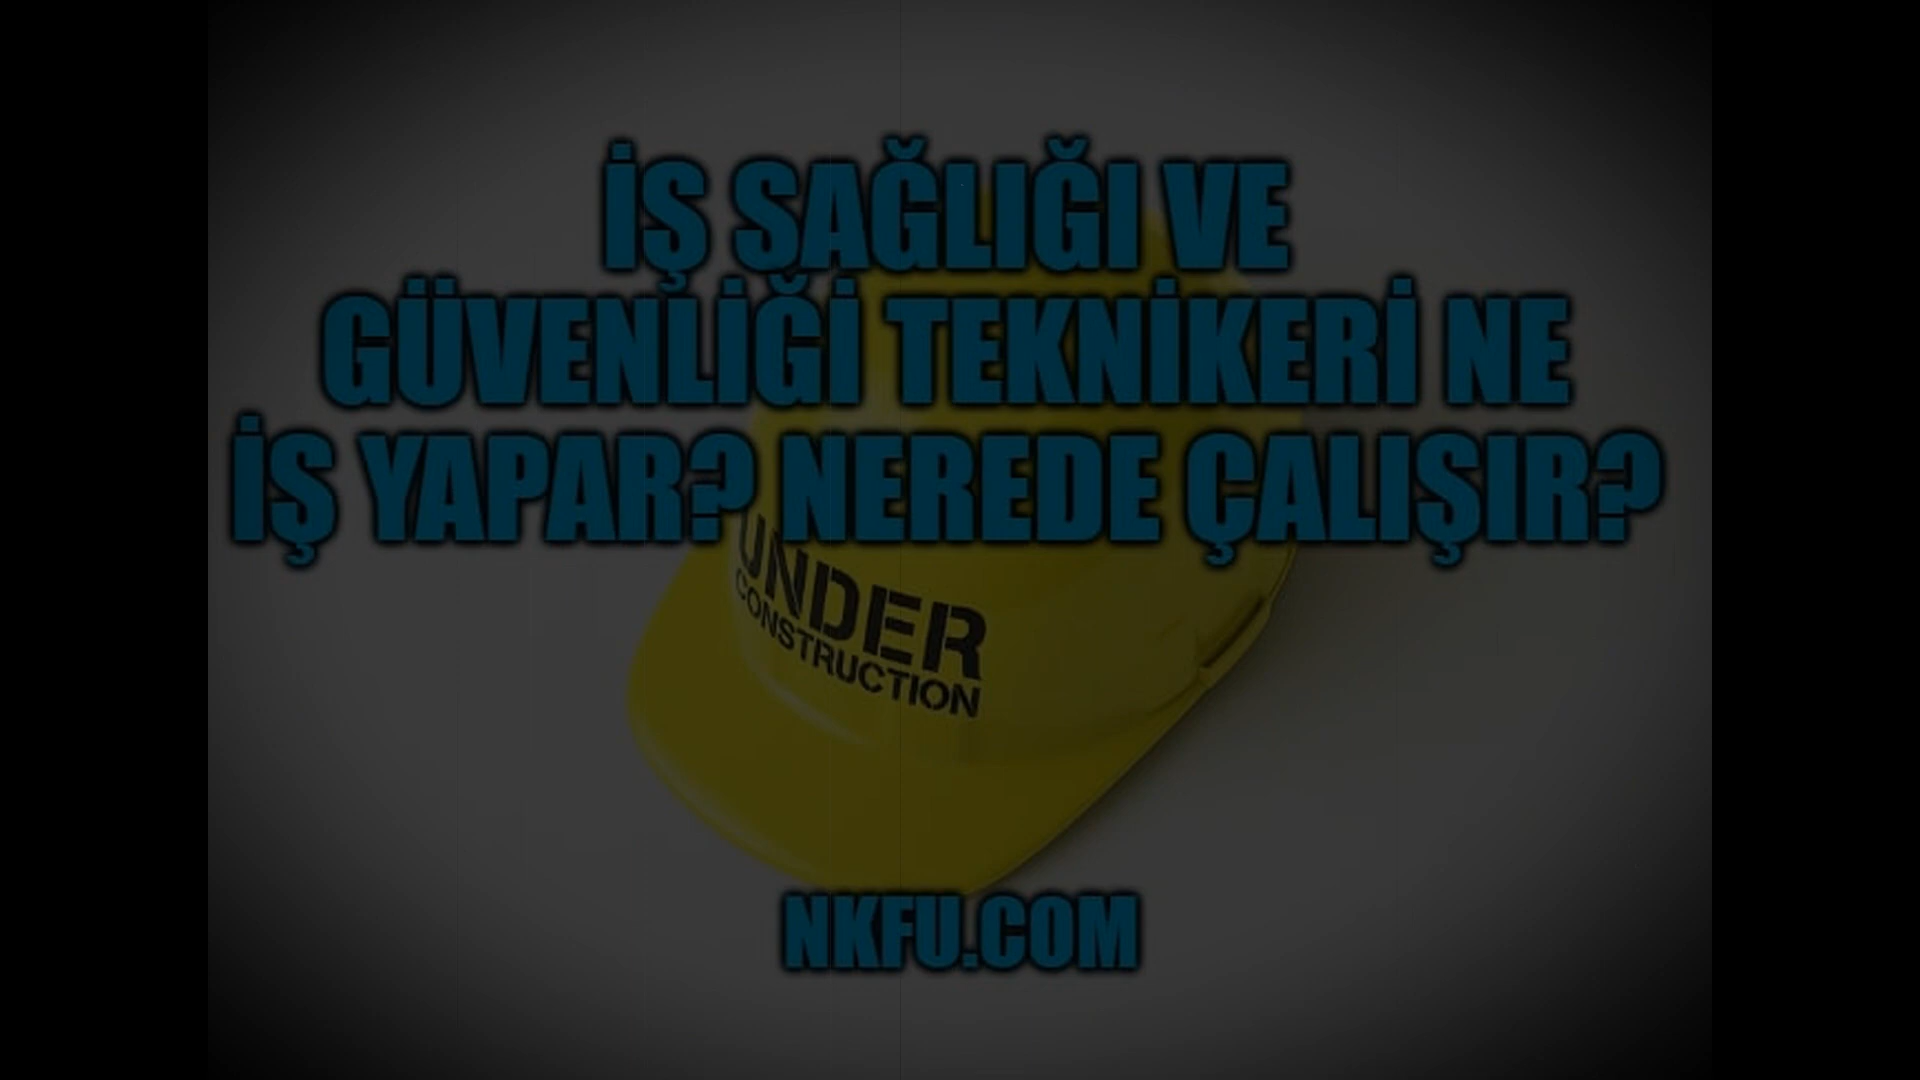 İŞ SAĞLIĞI VE
GÜVENLİĞİ TEKNİKERİ NE
İŞ YAPAR? NEREDE ÇALIŞIR?
UNDER
CONSTRUCTION
NKFU.COM